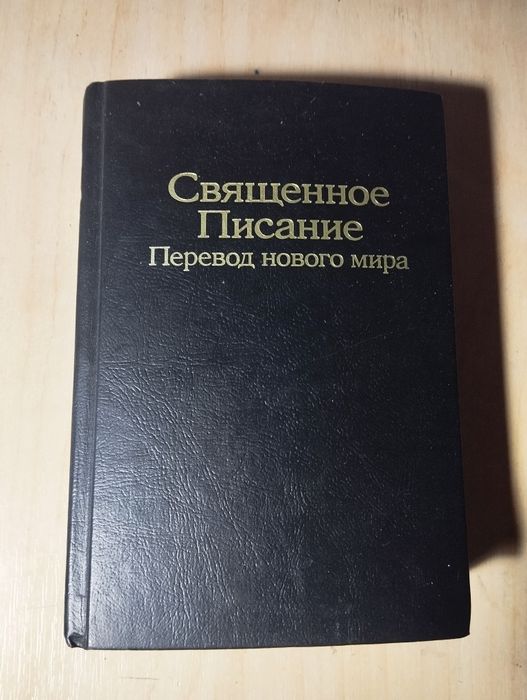 Священное
Писание
Перевод нового мира